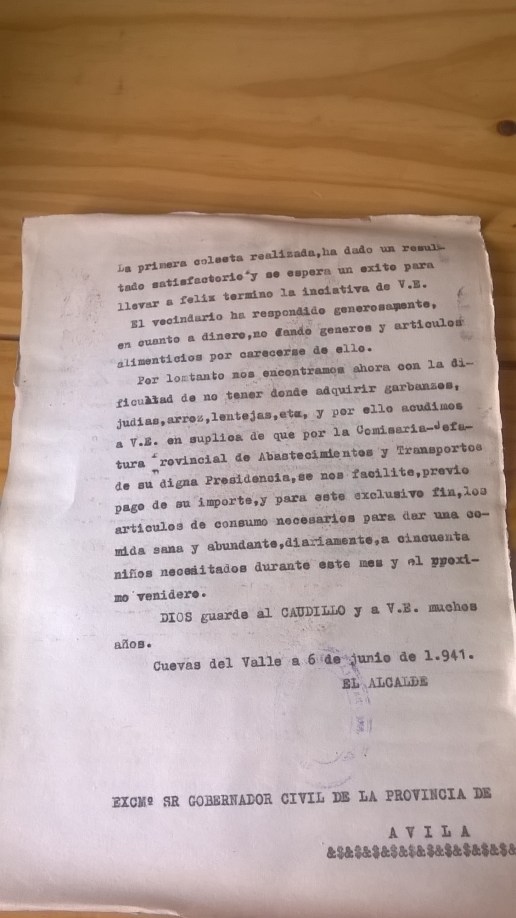 La primera colecta realizada,ha dado un resul-
tado satisfactorio y se espera un exito para
llevar a felix termino la inciativa de V.E.
El vecindario ha respondido generosamente,
en cuanto a dinero,no dando generos y articulos
alimenticios por carecerse de ello.
Por lomtanto nos encontramos ahora con la di-
ficultad de no tener donde adquirir garbanzos,
judias,arroz,lentejas,etz, y por ello acudimos
a V.E. en suplica de que por la Comisaria-Jefa-
tura Provincial de Abastecimientos y Transportes
de su digna Presidencia,se nos facilite,previo
pago de su importe,y para este exclusivo fin,los
articulos de consumo necesarios para dar una co-
mida sana y abundante,diariamente,a cincuenta
niños necesitados durante este mes y el ppoxi-
mo venidero.
DIOS guarde al CAUDILLO y a V.E. muchos
años.
Cuevas del Valle a 6 de junio de 1.941.
EL ALCALDE
EXCMº SR GOBERNADOR CIVIL DE LA PROVINCIA DE
A V I L A
&$&$&$&$&$&$&$&$&$&$&$&$&